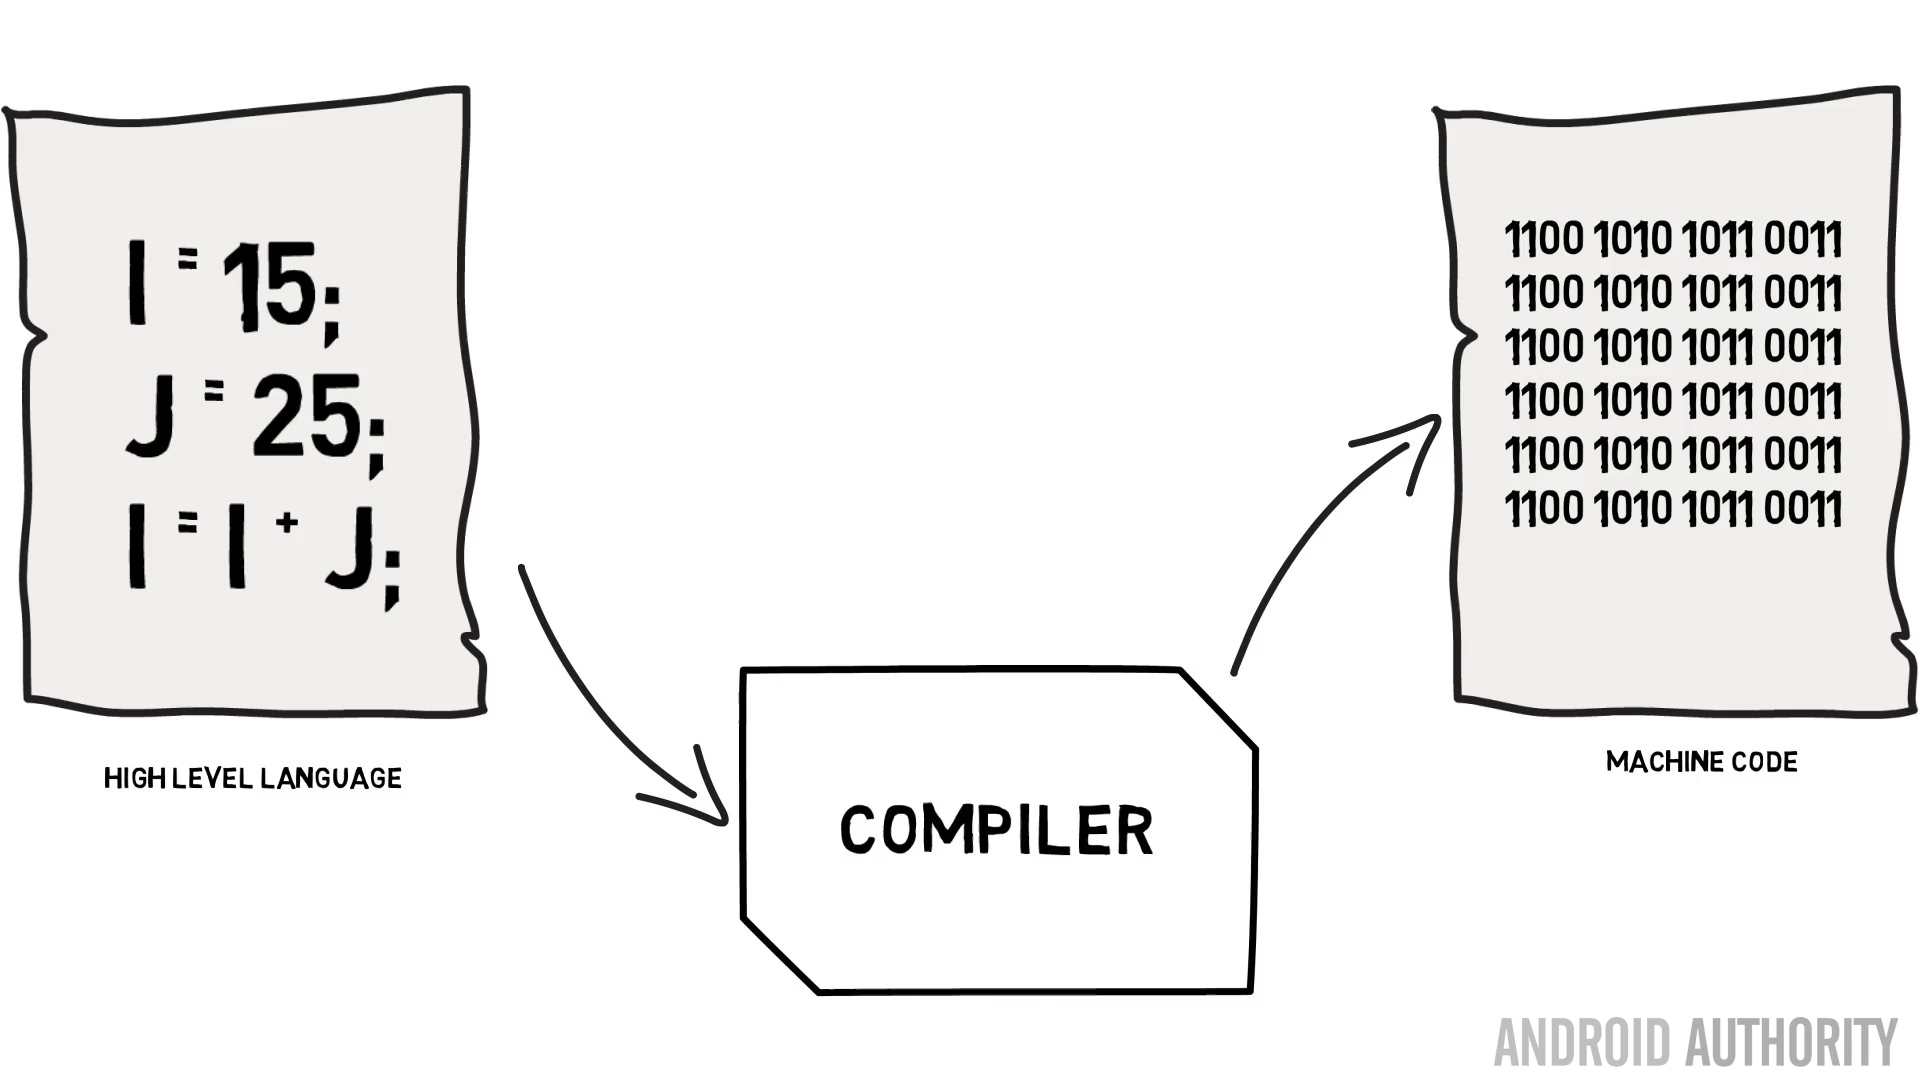 I = 15;
J = 25;
I = I + J;
HIGH LEVEL LANGUAGE
COMPILER
1100 1010 1011 0011
1100 1010 1011 0011
1100 1010 1011 0011
1100 1010 1011 0011
1100 1010 1011 0011
1100 1010 1011 0011
MACHINE CODE
ANDROID AUTHORITY